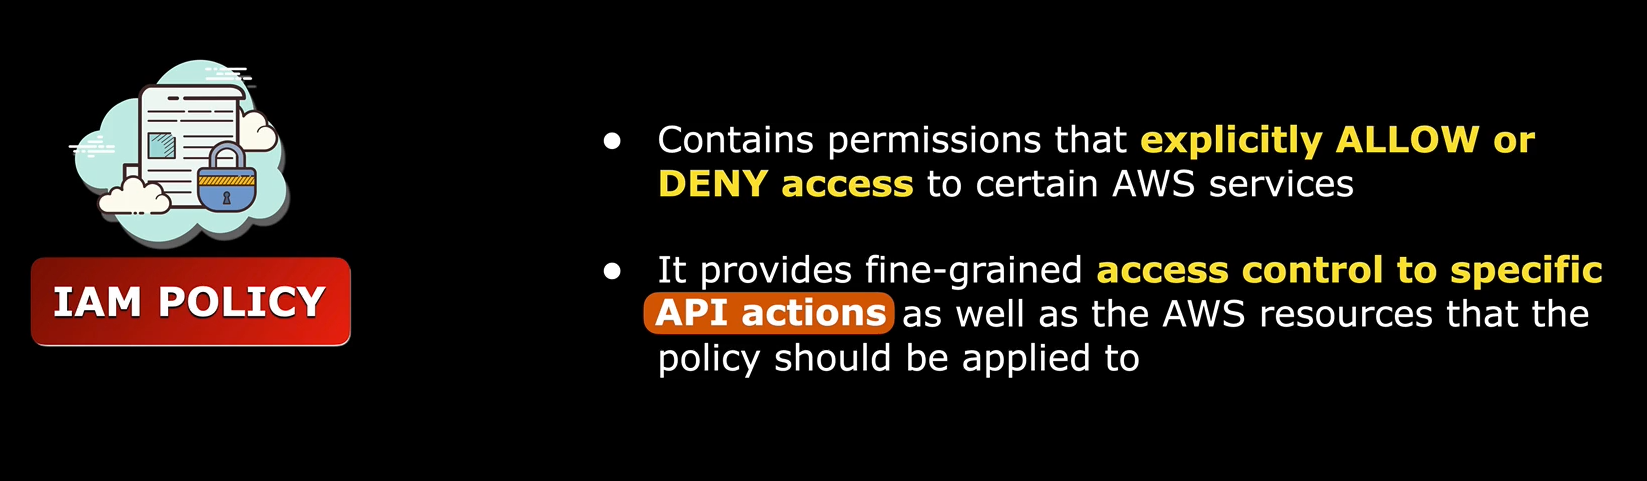 IAM POLICY
● Contains permissions that explicitly ALLOW or
DENY access to certain AWS services
● It provides fine-grained access control to specific
API actions as well as the AWS resources that the
policy should be applied to